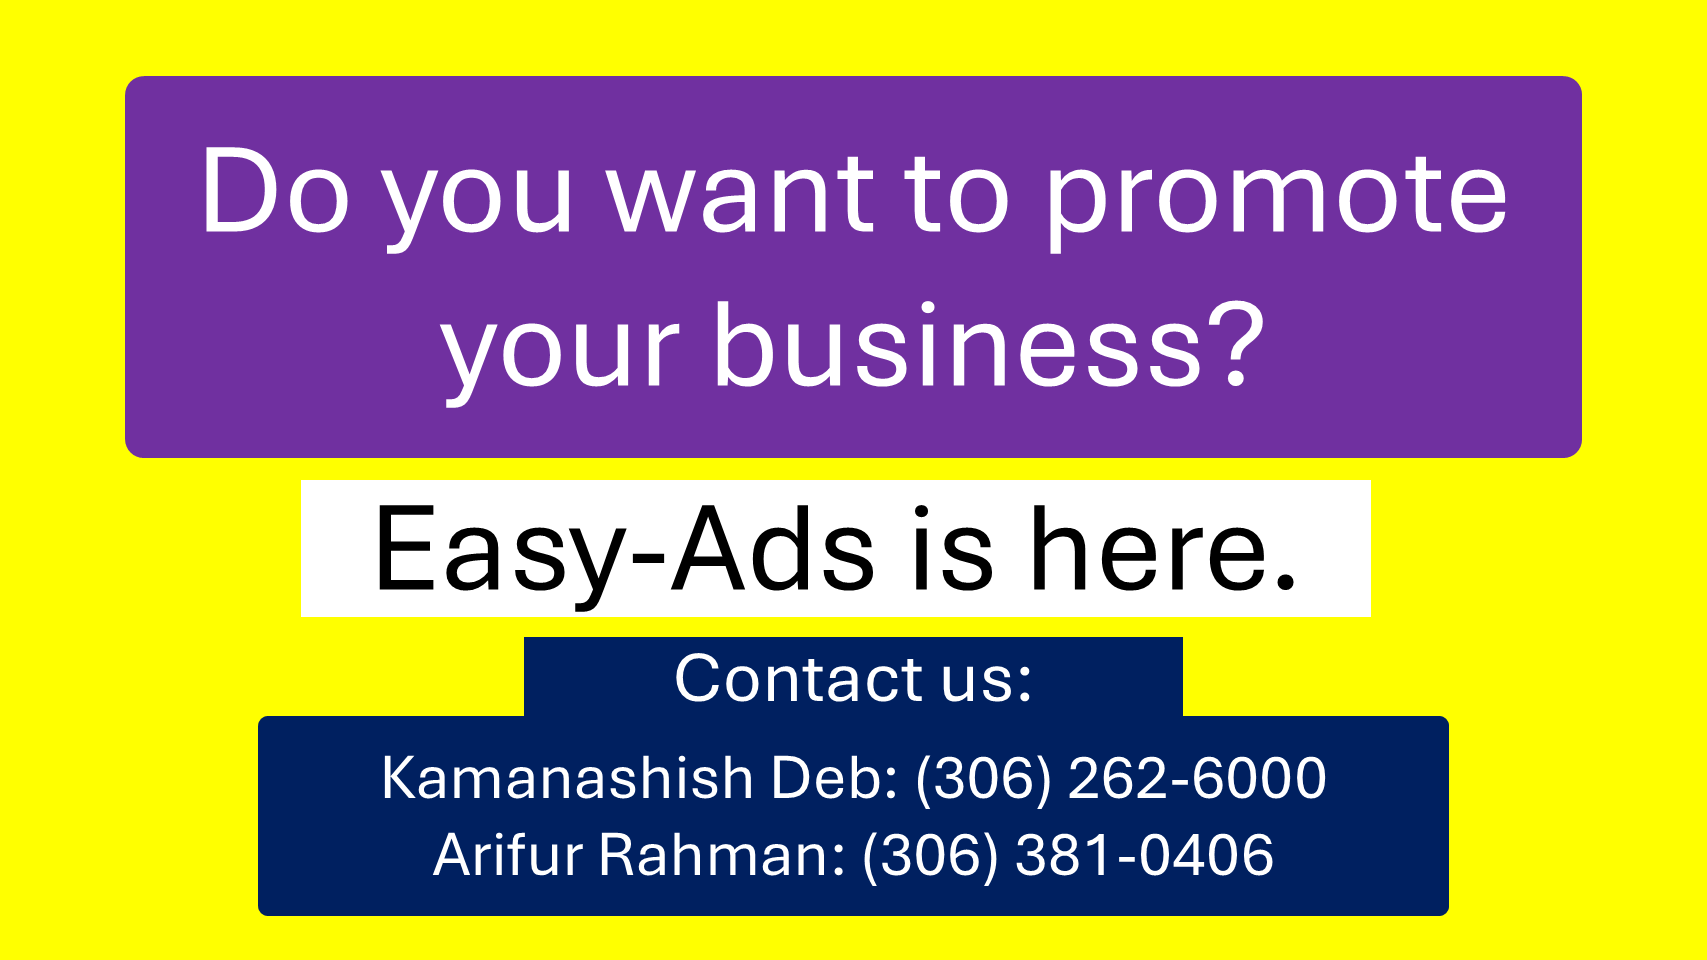 Do you want to promote
your business?
Easy-Ads is here.
Contact us:
Kamanashish Deb: (306) 262-6000
Arifur Rahman: (306) 381-0406